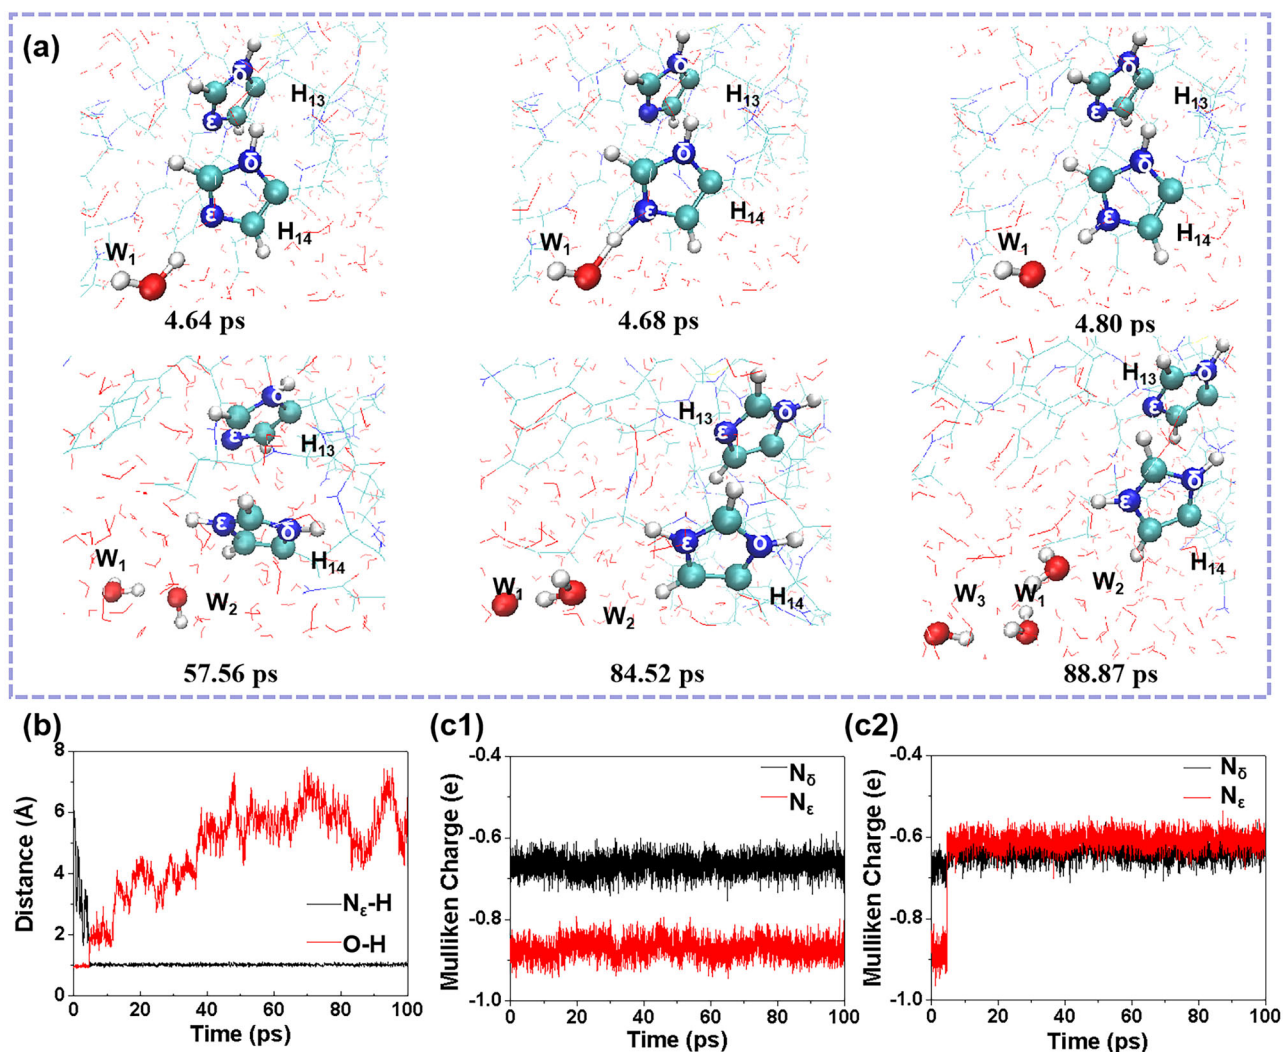 (a)
δ
H13
ε
δ
ε
H14
W1
4.64 ps
δ
H13
δ
ε
H14
W1
4.68 ps
δ
H13
δ
ε
H14
W1
4.80 ps
δ
ε
H13
ε
δ
H14
W1
W2
57.56 ps
H13
δ
ε
ε
δ
H14
W1
W2
84.52 ps
H13
δ
ε
δ
ε
H14
W3
W1
W2
88.87 ps
(b)
Distance (Å)
8
6
4
2
0
Nε-H
O-H
0 20 40 60 80 100
Time (ps)
(c1)
Mulliken Charge (e)
-0.4
-0.6
-0.8
-1.0
Nδ
Nε
0 20 40 60 80 100
Time (ps)
(c2)
Mulliken Charge (e)
-0.4
-0.6
-0.8
-1.0
Nδ
Nε
0 20 40 60 80 100
Time (ps)